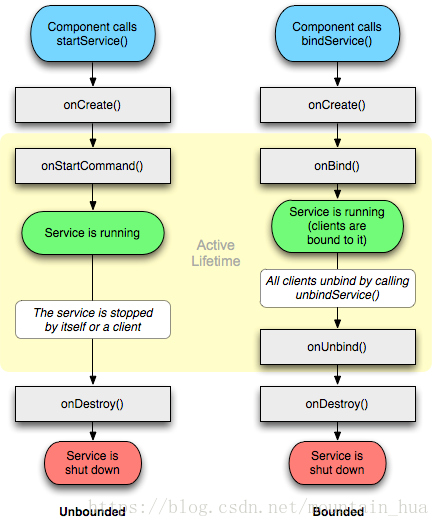 Component calls
startService()
onCreate()
onStartCommand()
Service is running
The service is stopped
by itself or a client
onDestroy()
Service is
shut down
Unbounded
Active
Lifetime
Component calls
bindService()
onCreate()
onBind()
Service is running
(clients are
bound to it)
All clients unbind by calling
unbindService()
onUnbind()
onDestroy()
Service is
shut down
Bounded
https://blog.csdn.net/mountain_hua